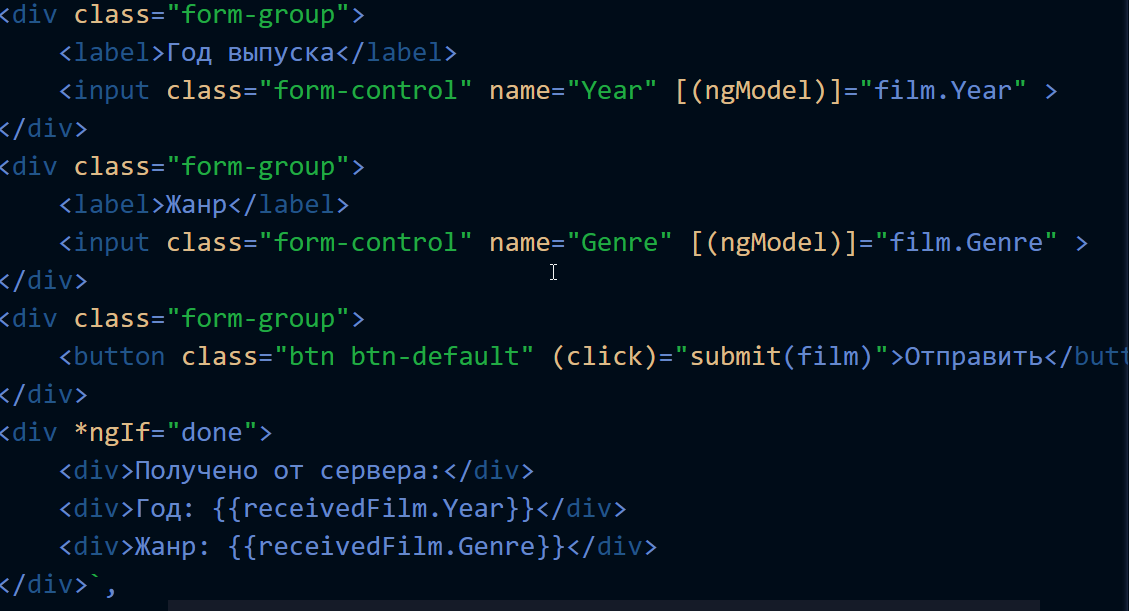 <div class="form-group">
<label>Год выпуска</label>
<input class="form-control" name="Year" [(ngModel)]="film.Year" >
</div>
<div class="form-group">
<label>Жанр</label>
<input class="form-control" name="Genre" [(ngModel)]="film.Genre" >
</div>
<div class="form-group">
<button class="btn btn-default" (click)="submit(film)">Отправить</butt
</div>
<div *ngIf="done">
<div>Получено от сервера:</div>
<div>Год: {{receivedFilm.Year}}</div>
<div>Жанр: {{receivedFilm.Genre}}</div>
</div>`,